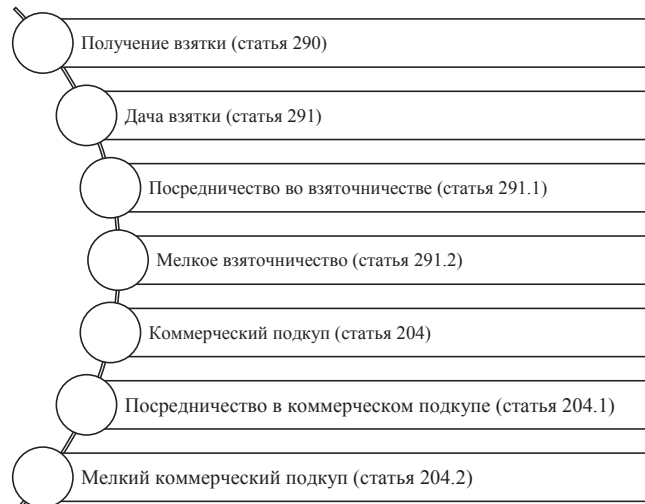 Получение взятки (статья 290)
Дача взятки (статья 291)
Посредничество во взяточничестве (статья 291.1)
Мелкое взяточничество (статья 291.2)
Коммерческий подкуп (статья 204)
Посредничество в коммерческом подкупе (статья 204.1)
Мелкий коммерческий подкуп (статья 204.2)